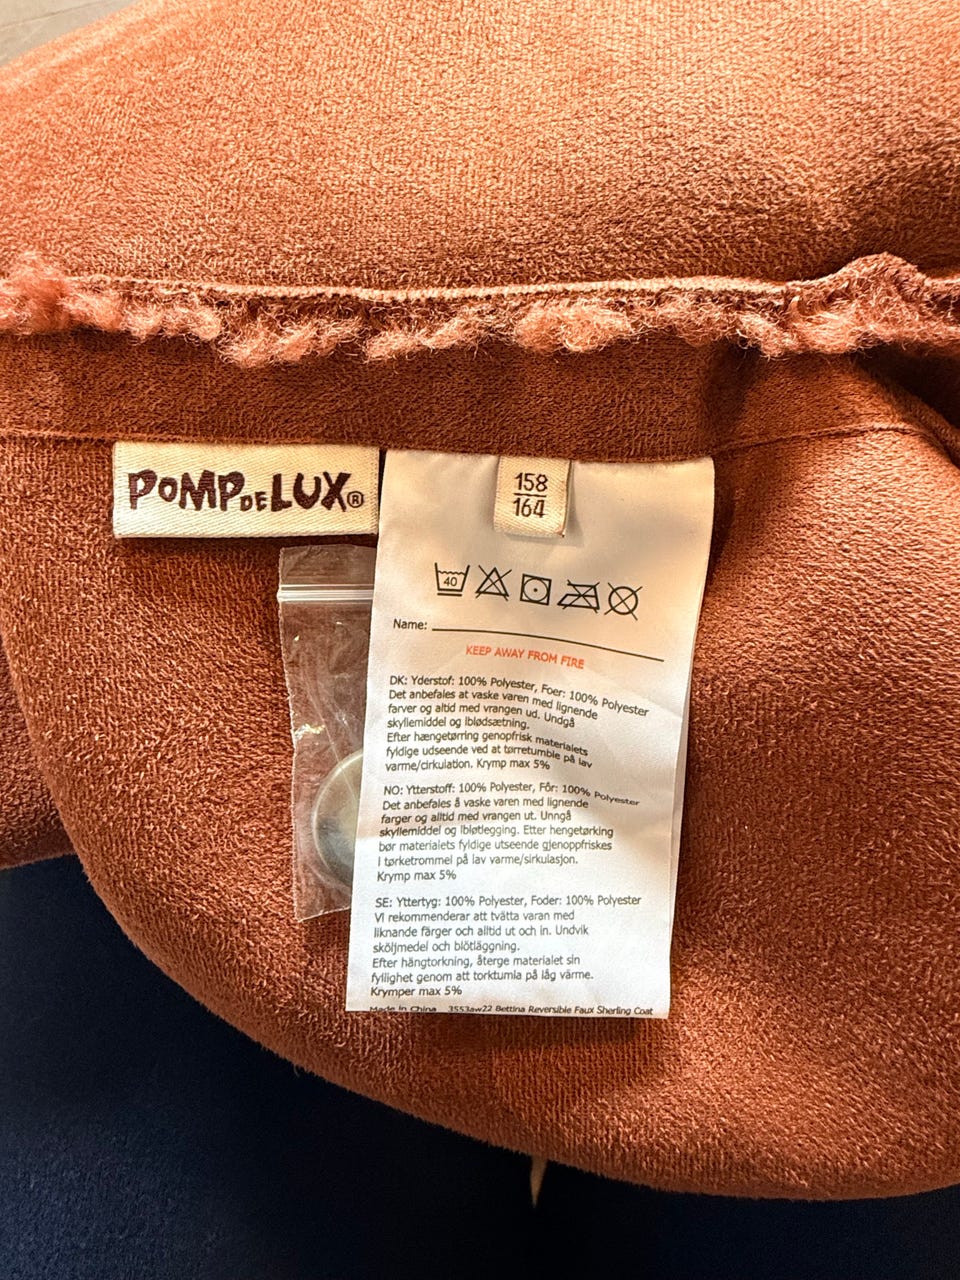 POMPDELUX®
158
164
40
Name:
KEEP AWAY FROM FIRE
DK: Yderstof: 100% Polyester, Foer: 100% Polyester
Det anbefales at vaske varen med lignende
farver og altid med vrangen ud. Undgå
skyllemiddel og iblødsætning.
Efter hængetørring genopfrisk materialets
fyldige udseende ved at tørretumble på lav
varme/cirkulation. Krymp max 5%
NO: Ytterstoff: 100% Polyester, Fôr: 100% Polyester
Det anbefales å vaske varen med lignende
farger og alltid med vrangen ut. Unngå
skyllemiddel og ibløtlegging. Etter hengetørking
bør materialets fyldige utseende gjenoppfriskes
i tørketrommel på lav varme/sirkulasjon.
Krymp max 5%
SE: Yttertyg: 100% Polyester, Foder: 100% Polyester
Vi rekommenderar att tvätta varan med
liknande färger och alltid ut och in. Undvik
sköljmedel och blötläggning.
Efter hängtorkning, återge materialet sin
fyllighet genom att torktumla på låg värme.
Krymper max 5%
Made in China 3553aw22 Bettina Reversible Faux Sherling Coat